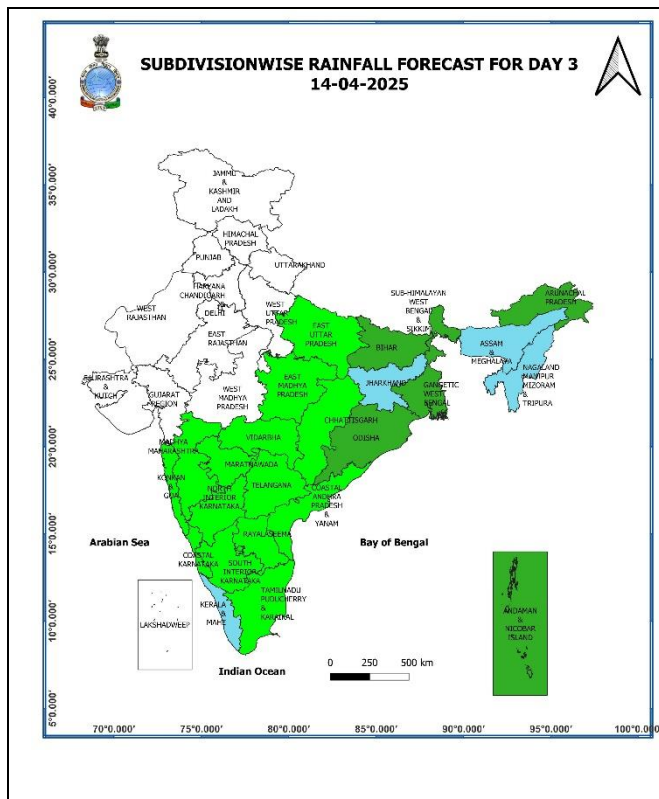 SUBDIVISIONWISE RAINFALL FORECAST FOR DAY 3
14-04-2025
40°0.000'
35°0.000'
30°0.000'
25°0.000'
20°0.000'
15°0.000'
10°0.000'
5°0.000'
JAMMU
&
KASHMIR
AND
LADAKH
HIMACHAL
PRADESH
PUNJAB
UTTARAKHAND
HARYANA
CHANDIGARH
DELHI
WEST
RAJASTHAN
EAST
RAJASTHAN
WEST
UTTAR
PRADESH
EAST
UTTAR
PRADESH
SUB-HIMALAYAN
WEST
BENGAL
&
SIKKIM
ARUNACHAL
PRADESH
BIHAR
ASSAM
&
MEGHALAYA
NAGALAND
MANIPUR
MIZORAM
&
TRIPURA
SAURASHTRA
&
KUTCH
GUJARAT
REGION
WEST
MADHYA
PRADESH
EAST
MADHYA
PRADESH
JHARKHAND
GANGETIC
WEST
BENGAL
CHHATTISGARH
ODISHA
VIDARBHA
MADHYA
MAHARASHTRA
MARATHAWADA
KONKAN
&
GOA
NORTH
INTERIOR
KARNATAKA
TELANGANA
COASTAL
ANDHRA
PRADESH
&
YANAM
RAYALASEEMA
Arabian Sea
Bay of Bengal
COASTAL
KARNATAKA
SOUTH
INTERIOR
KARNATAKA
TAMILNADU
PUDUCHERRY
&
KARAIKAL
KERALA
&
MAHE
LAKSHADWEEP
ANDAMAN
&
NICOBAR
ISLAND
Indian Ocean
0 250 500 km
70°0.000' 75°0.000' 80°0.000' 85°0.000' 90°0.000' 95°0.000' 100°0.000'